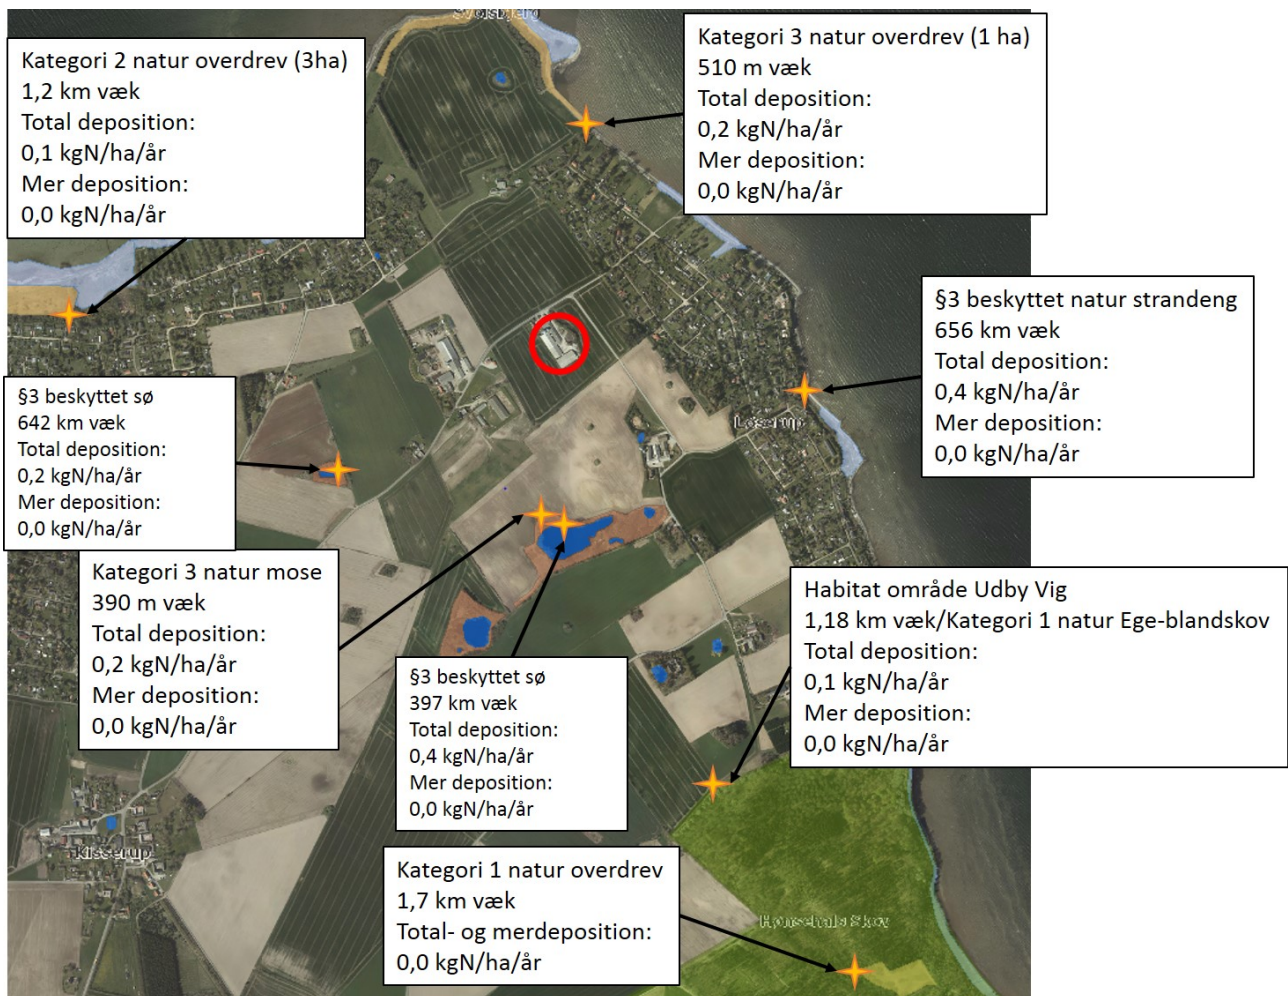 Svolsbjerg
Kategori 2 natur overdrev (3ha)
1,2 km væk
Total deposition:
0,1 kgN/ha/år
Mer deposition:
0,0 kgN/ha/år
Kategori 3 natur overdrev (1 ha)
510 m væk
Total deposition:
0,2 kgN/ha/år
Mer deposition:
0,0 kgN/ha/år
§3 beskyttet natur strandeng
656 km væk
Total deposition:
0,4 kgN/ha/år
Mer deposition:
0,0 kgN/ha/år
§3 beskyttet sø
642 km væk
Total deposition:
0,2 kgN/ha/år
Mer deposition:
0,0 kgN/ha/år
Løserup
Kategori 3 natur mose
390 m væk
Total deposition:
0,2 kgN/ha/år
Mer deposition:
0,0 kgN/ha/år
§3 beskyttet sø
397 km væk
Total deposition:
0,4 kgN/ha/år
Mer deposition:
0,0 kgN/ha/år
Habitat område Udby Vig
1,18 km væk/Kategori 1 natur Ege-blandskov
Total deposition:
0,1 kgN/ha/år
Mer deposition:
0,0 kgN/ha/år
Kisserup
Kategori 1 natur overdrev
1,7 km væk
Total- og merdeposition:
0,0 kgN/ha/år
Hønsehals Skov